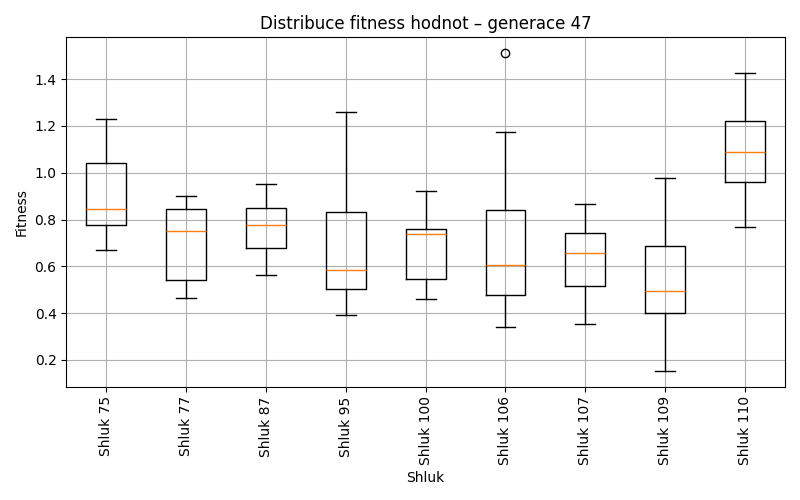 Distribuce fitness hodnot – generace 47
Fitness
1.4
1.2
1.0
0.8
0.6
0.4
0.2
Shluk 75
Shluk 77
Shluk 87
Shluk 95
Shluk 100
Shluk 106
Shluk 107
Shluk 109
Shluk 110
Shluk